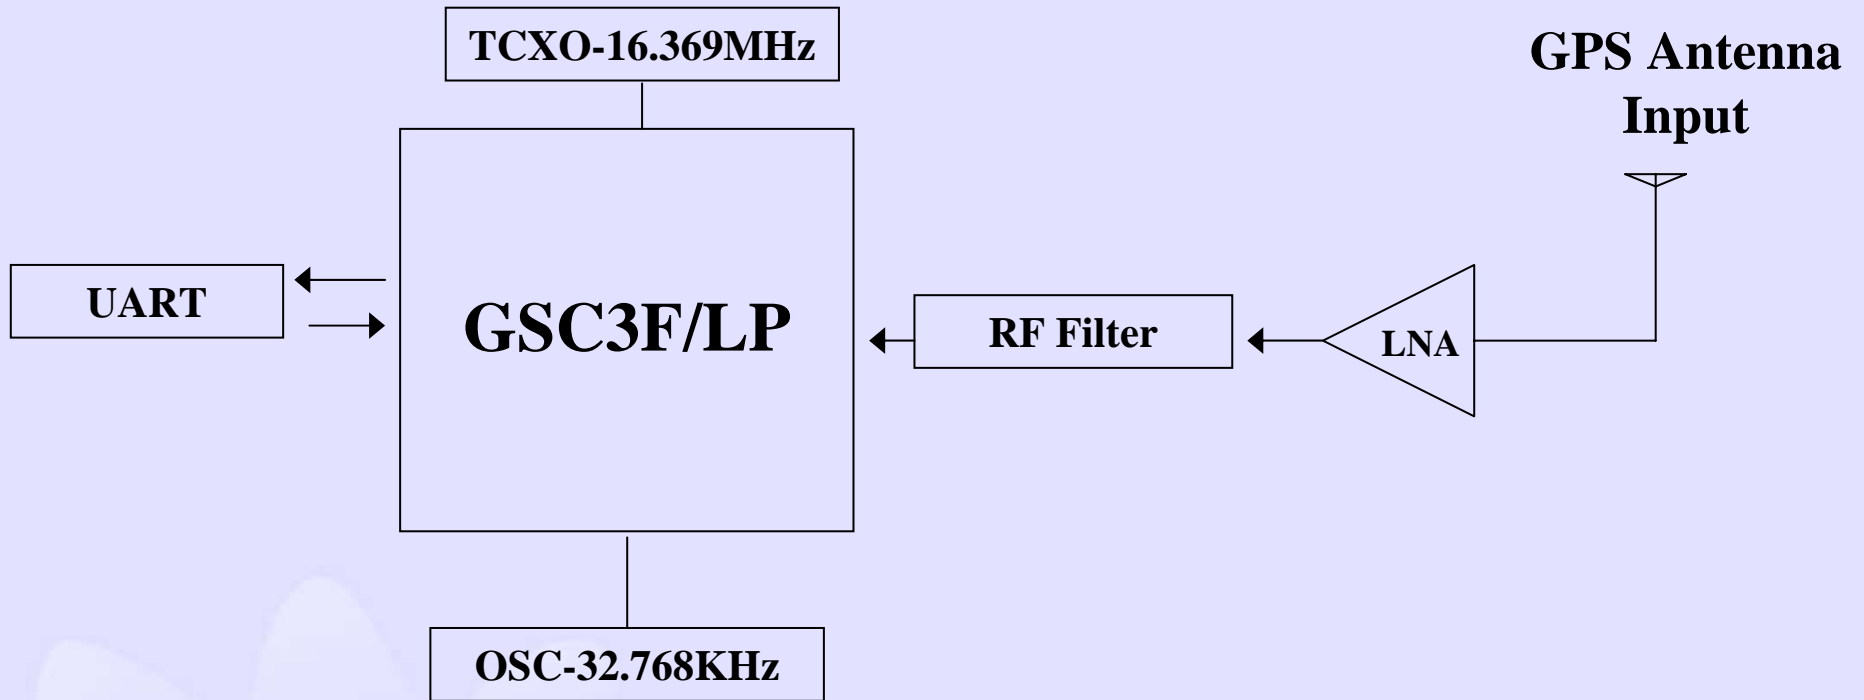 TCXO-16.369MHz
GPS Antenna
Input
UART
GSC3F/LP
RF Filter
LNA
OSC-32.768KHz